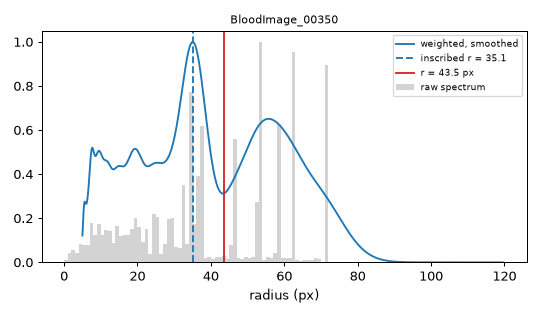 BloodImage_00350
weighted, smoothed
inscribed r = 35.1
r = 43.5 px
raw spectrum
1.0
0.8
0.6
0.4
0.2
0.0
0 20 40 60 80 100 120
radius (px)